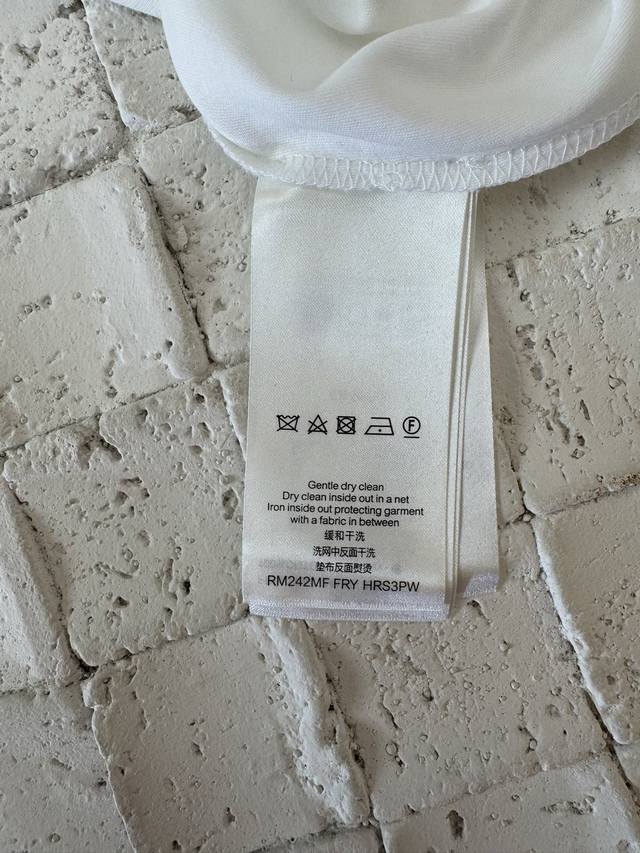 F
Gentle dry clean
Dry clean inside out in a net
Iron inside out protecting garment
with a fabric in between
缓和干洗
洗网中反面干洗
垫布反面熨烫
RM242MF FRY HRS3PW